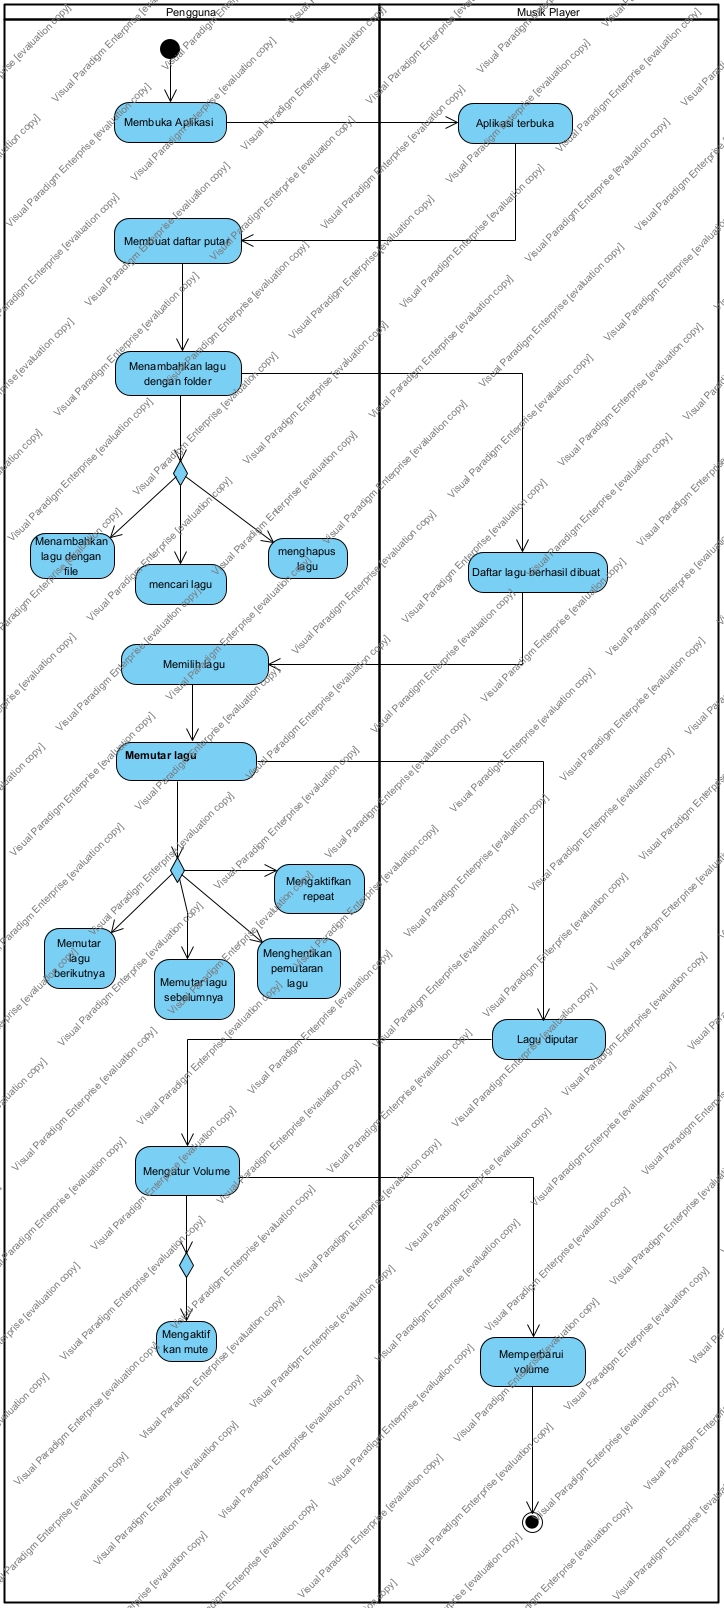 Pengguna
Musik Player
Membuka Aplikasi
Aplikasi terbuka
Membuat daftar putar
Menambahkan lagu
dengan folder
Menambahkan
lagu dengan
file
mencari lagu
menghapus
lagu
Daftar lagu berhasil dibuat
Memilih lagu
Memutar lagu
Mengaktifkan
repeat
Memutar
lagu
berikutnya
Memutar lagu
sebelumnya
Menghentikan
pemutaran
lagu
Lagu diputar
Mengatur Volume
Mengaktif
kan mute
Memperbarui
volume
Visual Paradigm Enterprise [evaluation copy]